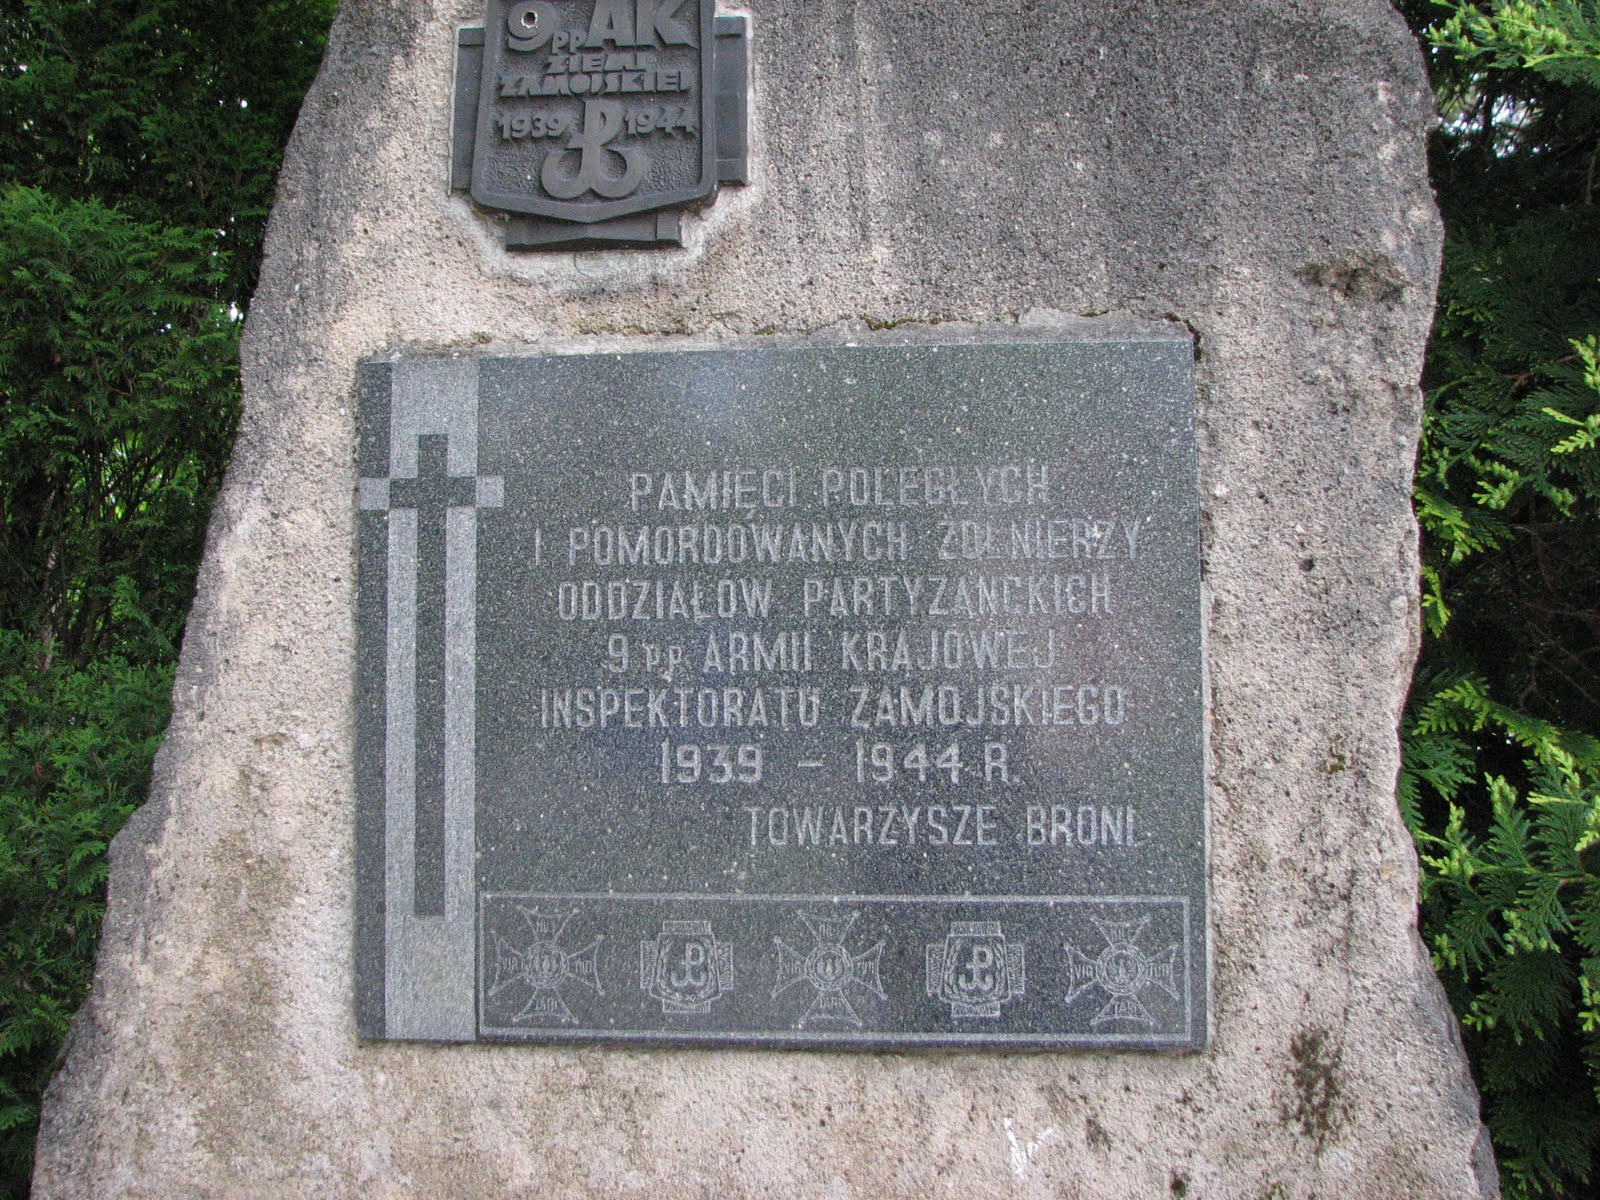 9 pp AK
ZIEMI
ZAMOJSKIEJ
1939 1944
PAMIĘCI POLEGŁYCH
I POMORDOWANYCH ŻOŁNIERZY
ODDZIAŁÓW PARTYZANCKICH
9 pp. ARMII KRAJOWEJ
INSPEKTORATU ZAMOJSKIEGO
1939 – 1944 R.
TOWARZYSZE BRONI.